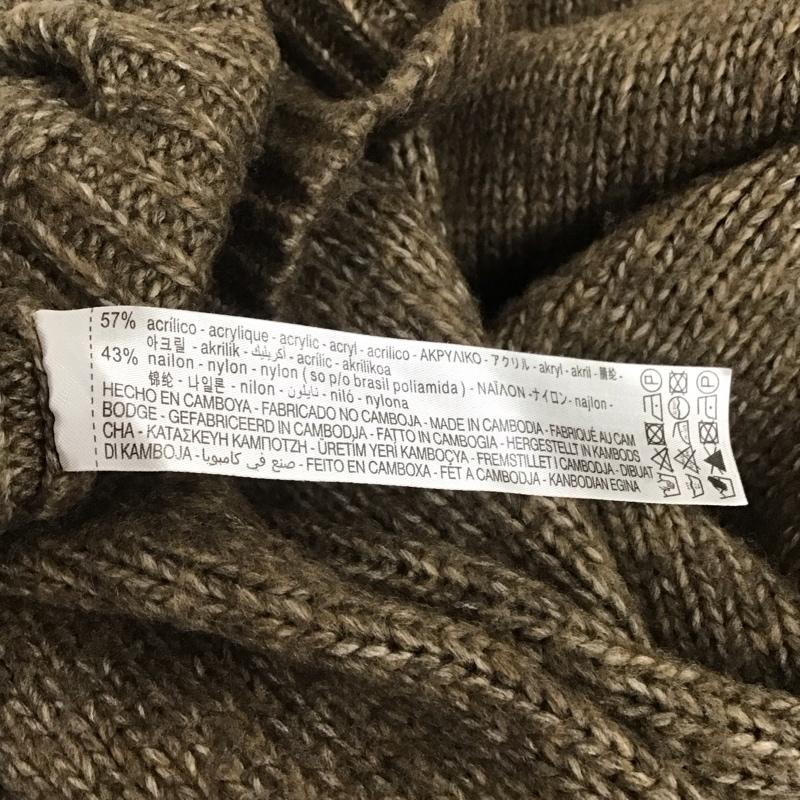 57% acrílico - acrylique - acrylic - acryl - acrilico - ΑΚΡΥΛΙΚΟ - アクリル - akryl - akril - 腈纶 -
아크릴 - akrilik - أكريليك - acrílic - akrilikoa
43% nailon - nylon - nylon ( so p/o brasil poliamida ) - ΝΑΪΛΟΝ - ナイロン - najlon -
锦纶 - 나일론 - nilon - نايلون - niló - nylona
HECHO EN CAMBOYA - FABRICADO NO CAMBOJA - MADE IN CAMBODIA - FABRIQUÉ AU CAM
BODGE - GEFABRICEERD IN CAMBODJA - FATTO IN CAMBOGIA - HERGESTELLT IN KAMBODS
CHA - ΚΑΤΑΣΚΕΥΗ ΚΑΜΠΟΤΖΗ - ÜRETİM YERİ KAMBOÇYA - FREMSTILLET I CAMBODJA - DIBUAT
DI KAMBOJA - صنع في كامبوديا - FEITO EN CAMBOXA - FET A CAMBODJA - KANBODIAN EGINA